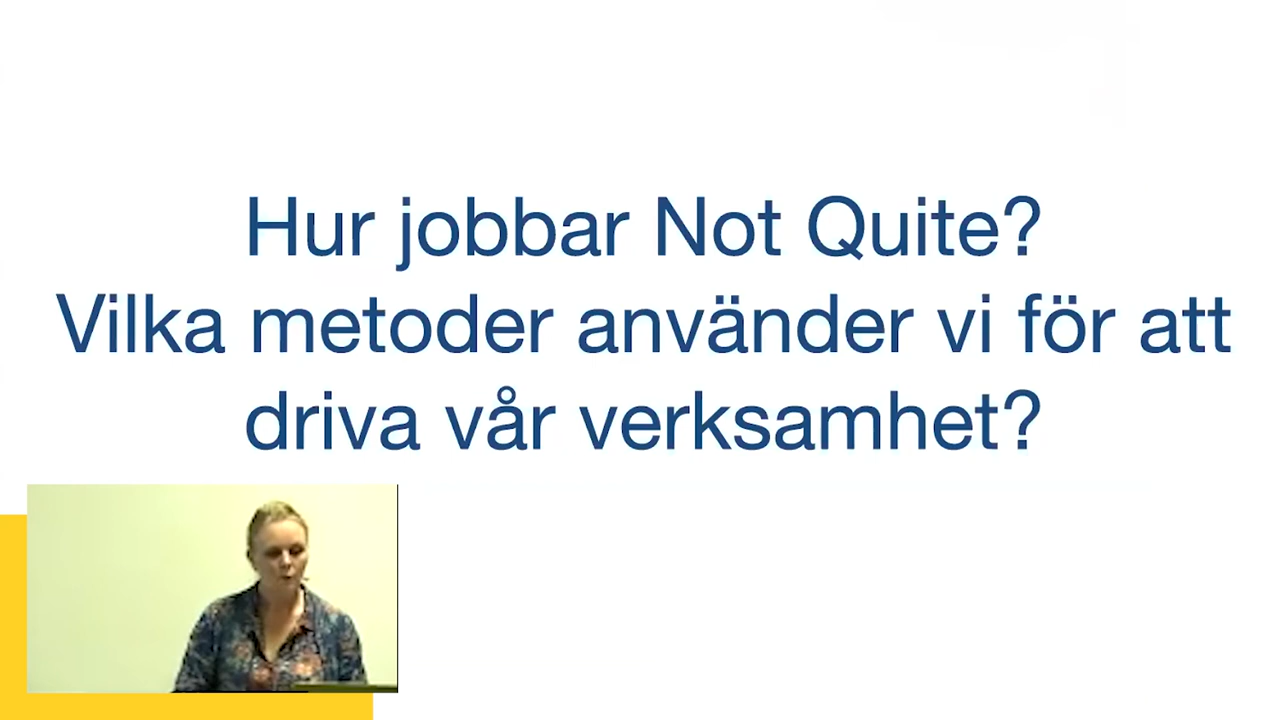 Hur jobbar Not Quite?
Vilka metoder använder vi för att
driva vår verksamhet?